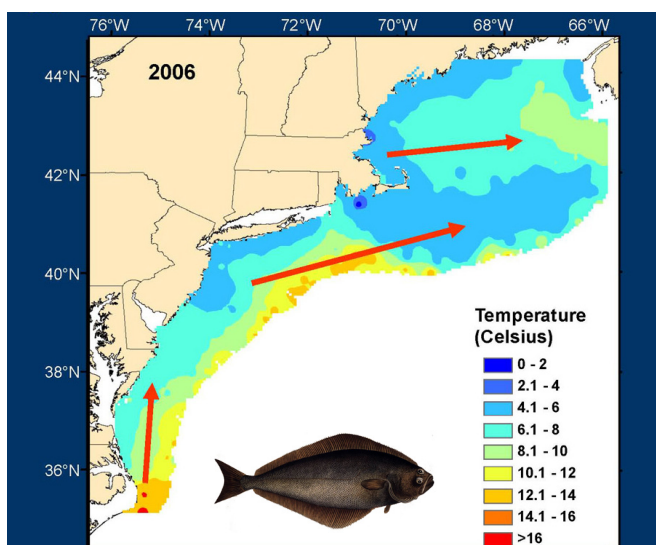 76°W 74°W 72°W 70°W 68°W 66°W
2006
44°N
42°N
40°N
38°N
36°N
Temperature
(Celsius)
0 - 2
2.1 - 4
4.1 - 6
6.1 - 8
8.1 - 10
10.1 - 12
12.1 - 14
14.1 - 16
>16